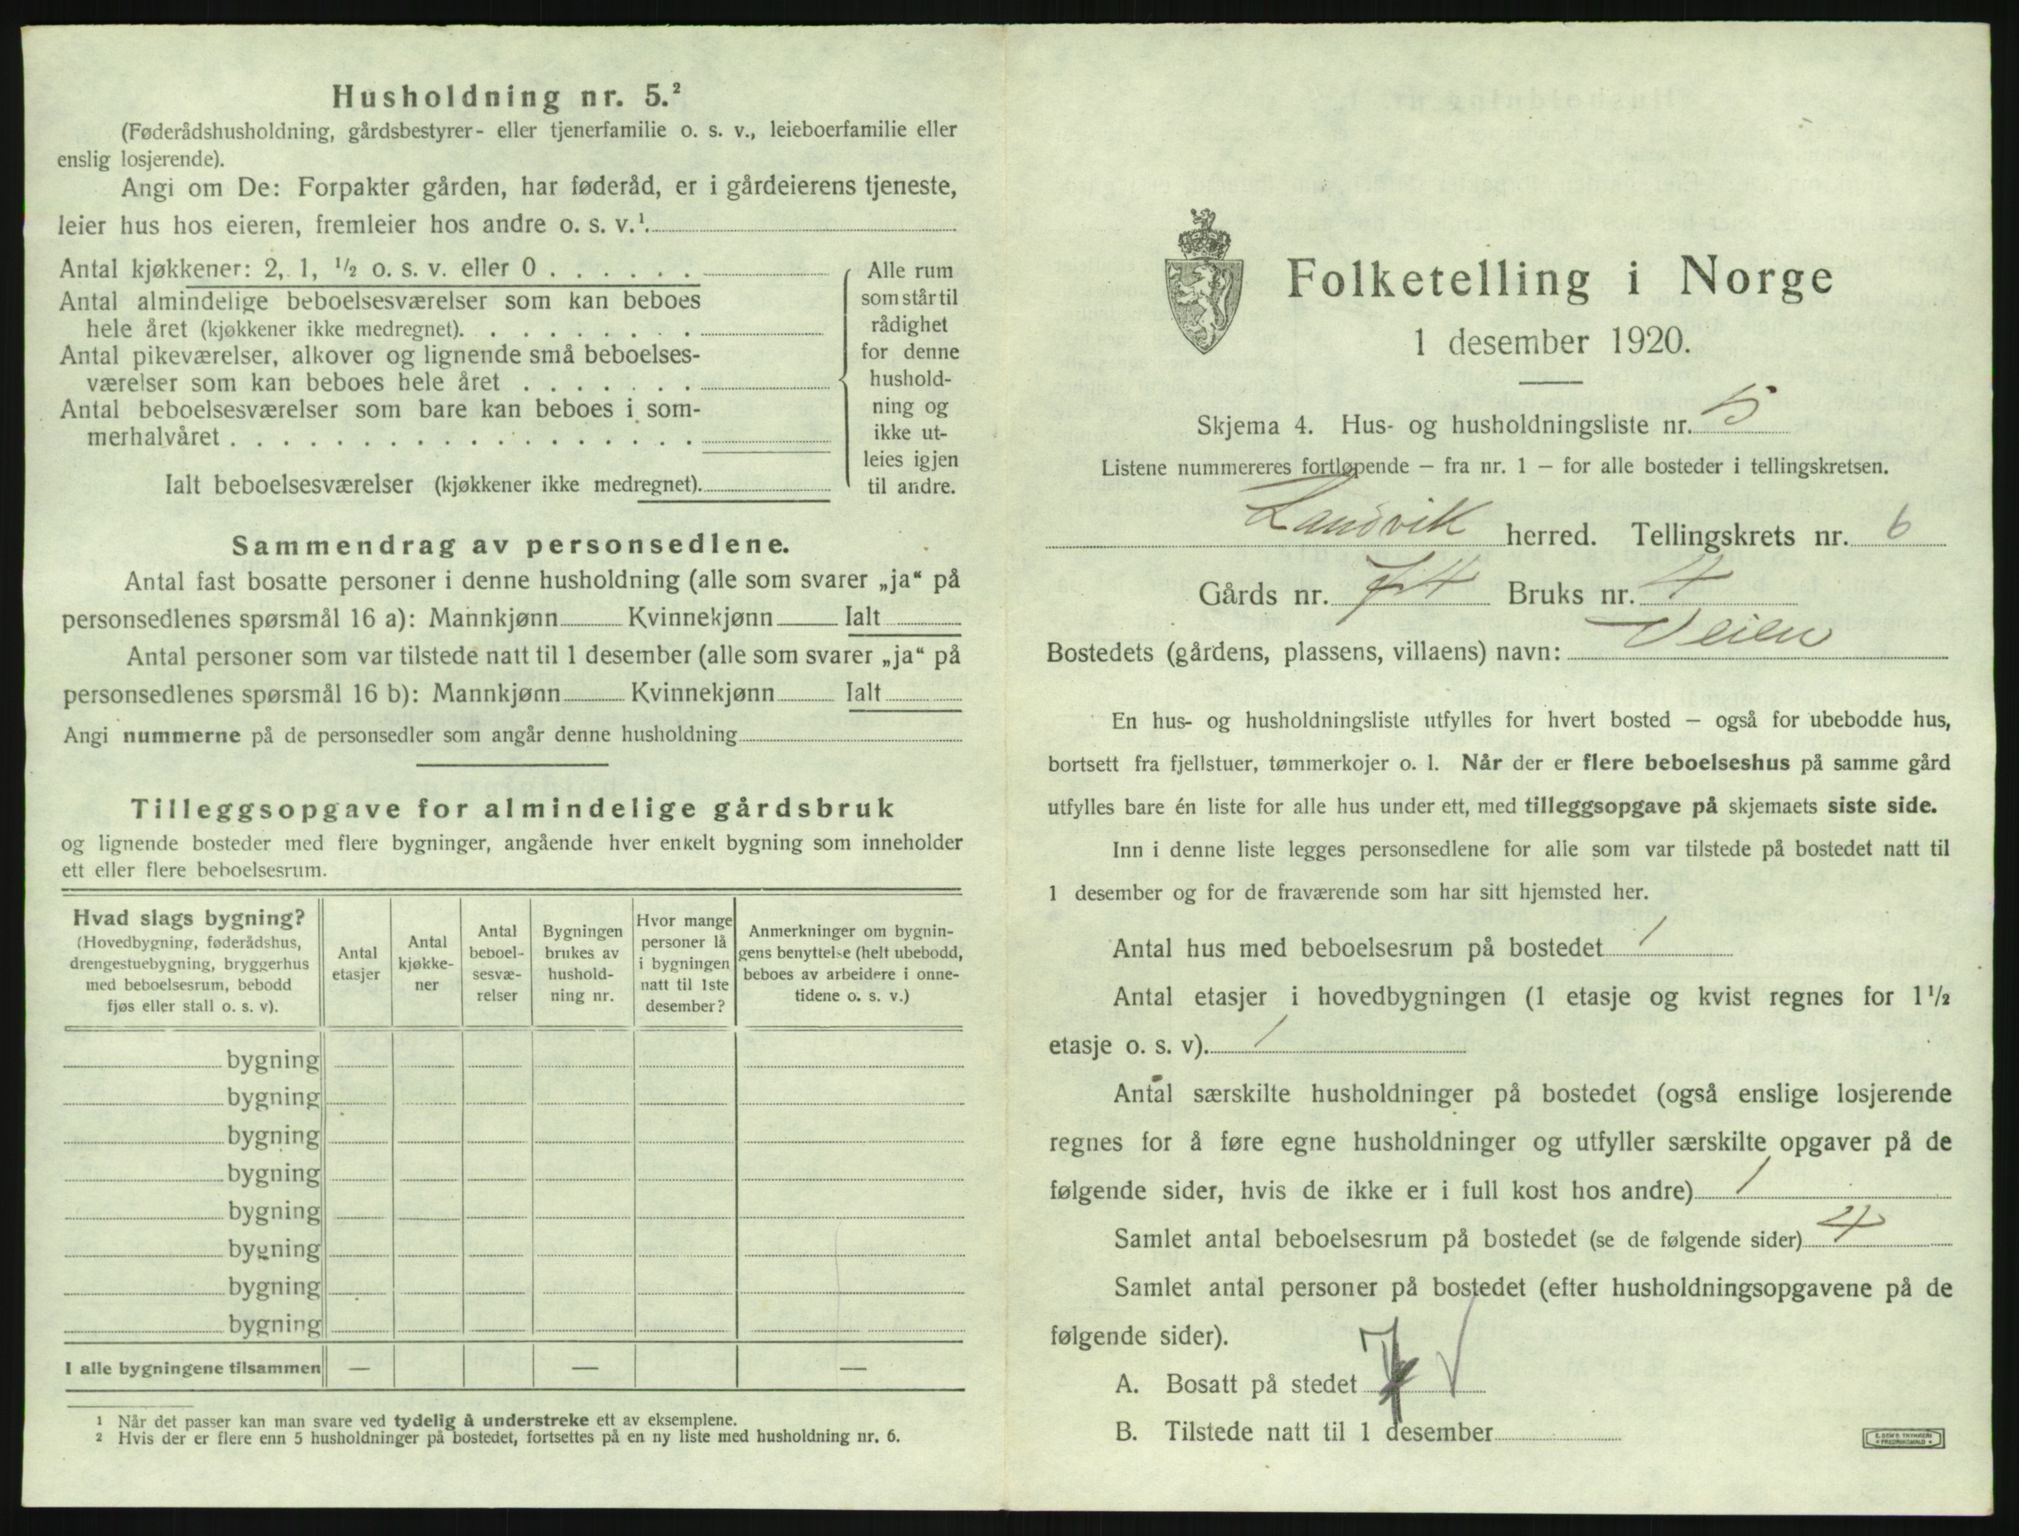 Husholdning nr. 5.²
(Føderådshusholdning, gårdsbestyrer- eller tjenerfamilie o. s. v., leieboerfamilie eller
enslig losjerende).
Angi om De: Forpakter gården, har føderåd, er i gårdeierens tjeneste,
leier hus hos eieren, fremleier hos andre o. s. v.¹
Antal kjøkkener: 2, 1, ½ o. s. v. eller 0
Antal almindelige beboelsesværelser som kan beboes
hele året (kjøkkener ikke medregnet).
Antal pikeværelser, alkover og lignende små beboelses-
værelser som kan beboes hele året
Antal beboelsesværelser som bare kan beboes i som-
merhalvåret
Ialt beboelsesværelser (kjøkkener ikke medregnet).
Alle rum
som står til
rådighet
for denne
hushold-
ning og
ikke ut-
leies igjen
til andre.
Sammendrag av personsedlene.
Antal fast bosatte personer i denne husholdning (alle som svarer „ja“ på
personsedlenes spørsmål 16 a): Mannkjønn Kvinnekjønn Ialt
Antal personer som var tilstede natt til 1 desember (alle som svarer „ja“ på
personsedlenes spørsmål 16 b): Mannkjønn Kvinnekjønn Ialt
Angi nummerne på de personsedler som angår denne husholdning
Tilleggsopgave for almindelige gårdsbruk
og lignende bosteder med flere bygninger, angående hver enkelt bygning som inneholder
ett eller flere beboelsesrum.
Hvad slags bygning?
(Hovedbygning, føderådshus,
drengestuebygning, bryggerhus
med beboelsesrum, bebodd
fjøs eller stall o. s. v).
Antal
etasjer
Antal
kjøkke-
ner
Antal
beboel-
sesvæ-
relser
Bygningen
brukes av
hushold-
ning nr.
Hvor mange
personer lå
i bygningen
natt til 1ste
desember?
Anmerkninger om bygnin-
gens benyttelse (helt ubebodd,
beboes av arbeidere i onne-
tidene o. s. v.)
bygning
bygning
bygning
bygning
bygning
bygning
bygning
bygning
I alle bygningene tilsammen — — —
1 Når det passer kan man svare ved tydelig å understreke ett av eksemplene.
2 Hvis der er flere enn 5 husholdninger på bostedet, fortsettes på en ny liste med husholdning nr. 6.
Folketelling i Norge
1 desember 1920.
Skjema 4. Hus- og husholdningsliste nr. 5
Listene nummereres fortløpende – fra nr. 1 – for alle bosteder i tellingskretsen.
Landvik herred. Tellingskrets nr. 6
Gårds nr. 74 Bruks nr. 4
Bostedets (gårdens, plassens, villaens) navn: Veien
En hus- og husholdningsliste utfylles for hvert bosted – også for ubebodde hus,
bortsett fra fjellstuer, tømmerkojer o. l. Når der er flere beboelseshus på samme gård
utfylles bare én liste for alle hus under ett, med tilleggsopgave på skjemaets siste side.
Inn i denne liste legges personsedlene for alle som var tilstede på bostedet natt til
1 desember og for de fraværende som har sitt hjemsted her.
Antal hus med beboelsesrum på bostedet 1
Antal etasjer i hovedbygningen (1 etasje og kvist regnes for 1½
etasje o. s. v). 1
Antal særskilte husholdninger på bostedet (også enslige losjerende
regnes for å føre egne husholdninger og utfyller særskilte opgaver på de
følgende sider, hvis de ikke er i full kost hos andre) 1
Samlet antal beboelsesrum på bostedet (se de følgende sider) 4
Samlet antal personer på bostedet (efter husholdningsopgavene på de
følgende sider).
A. Bosatt på stedet 7 √
B. Tilstede natt til 1 desember